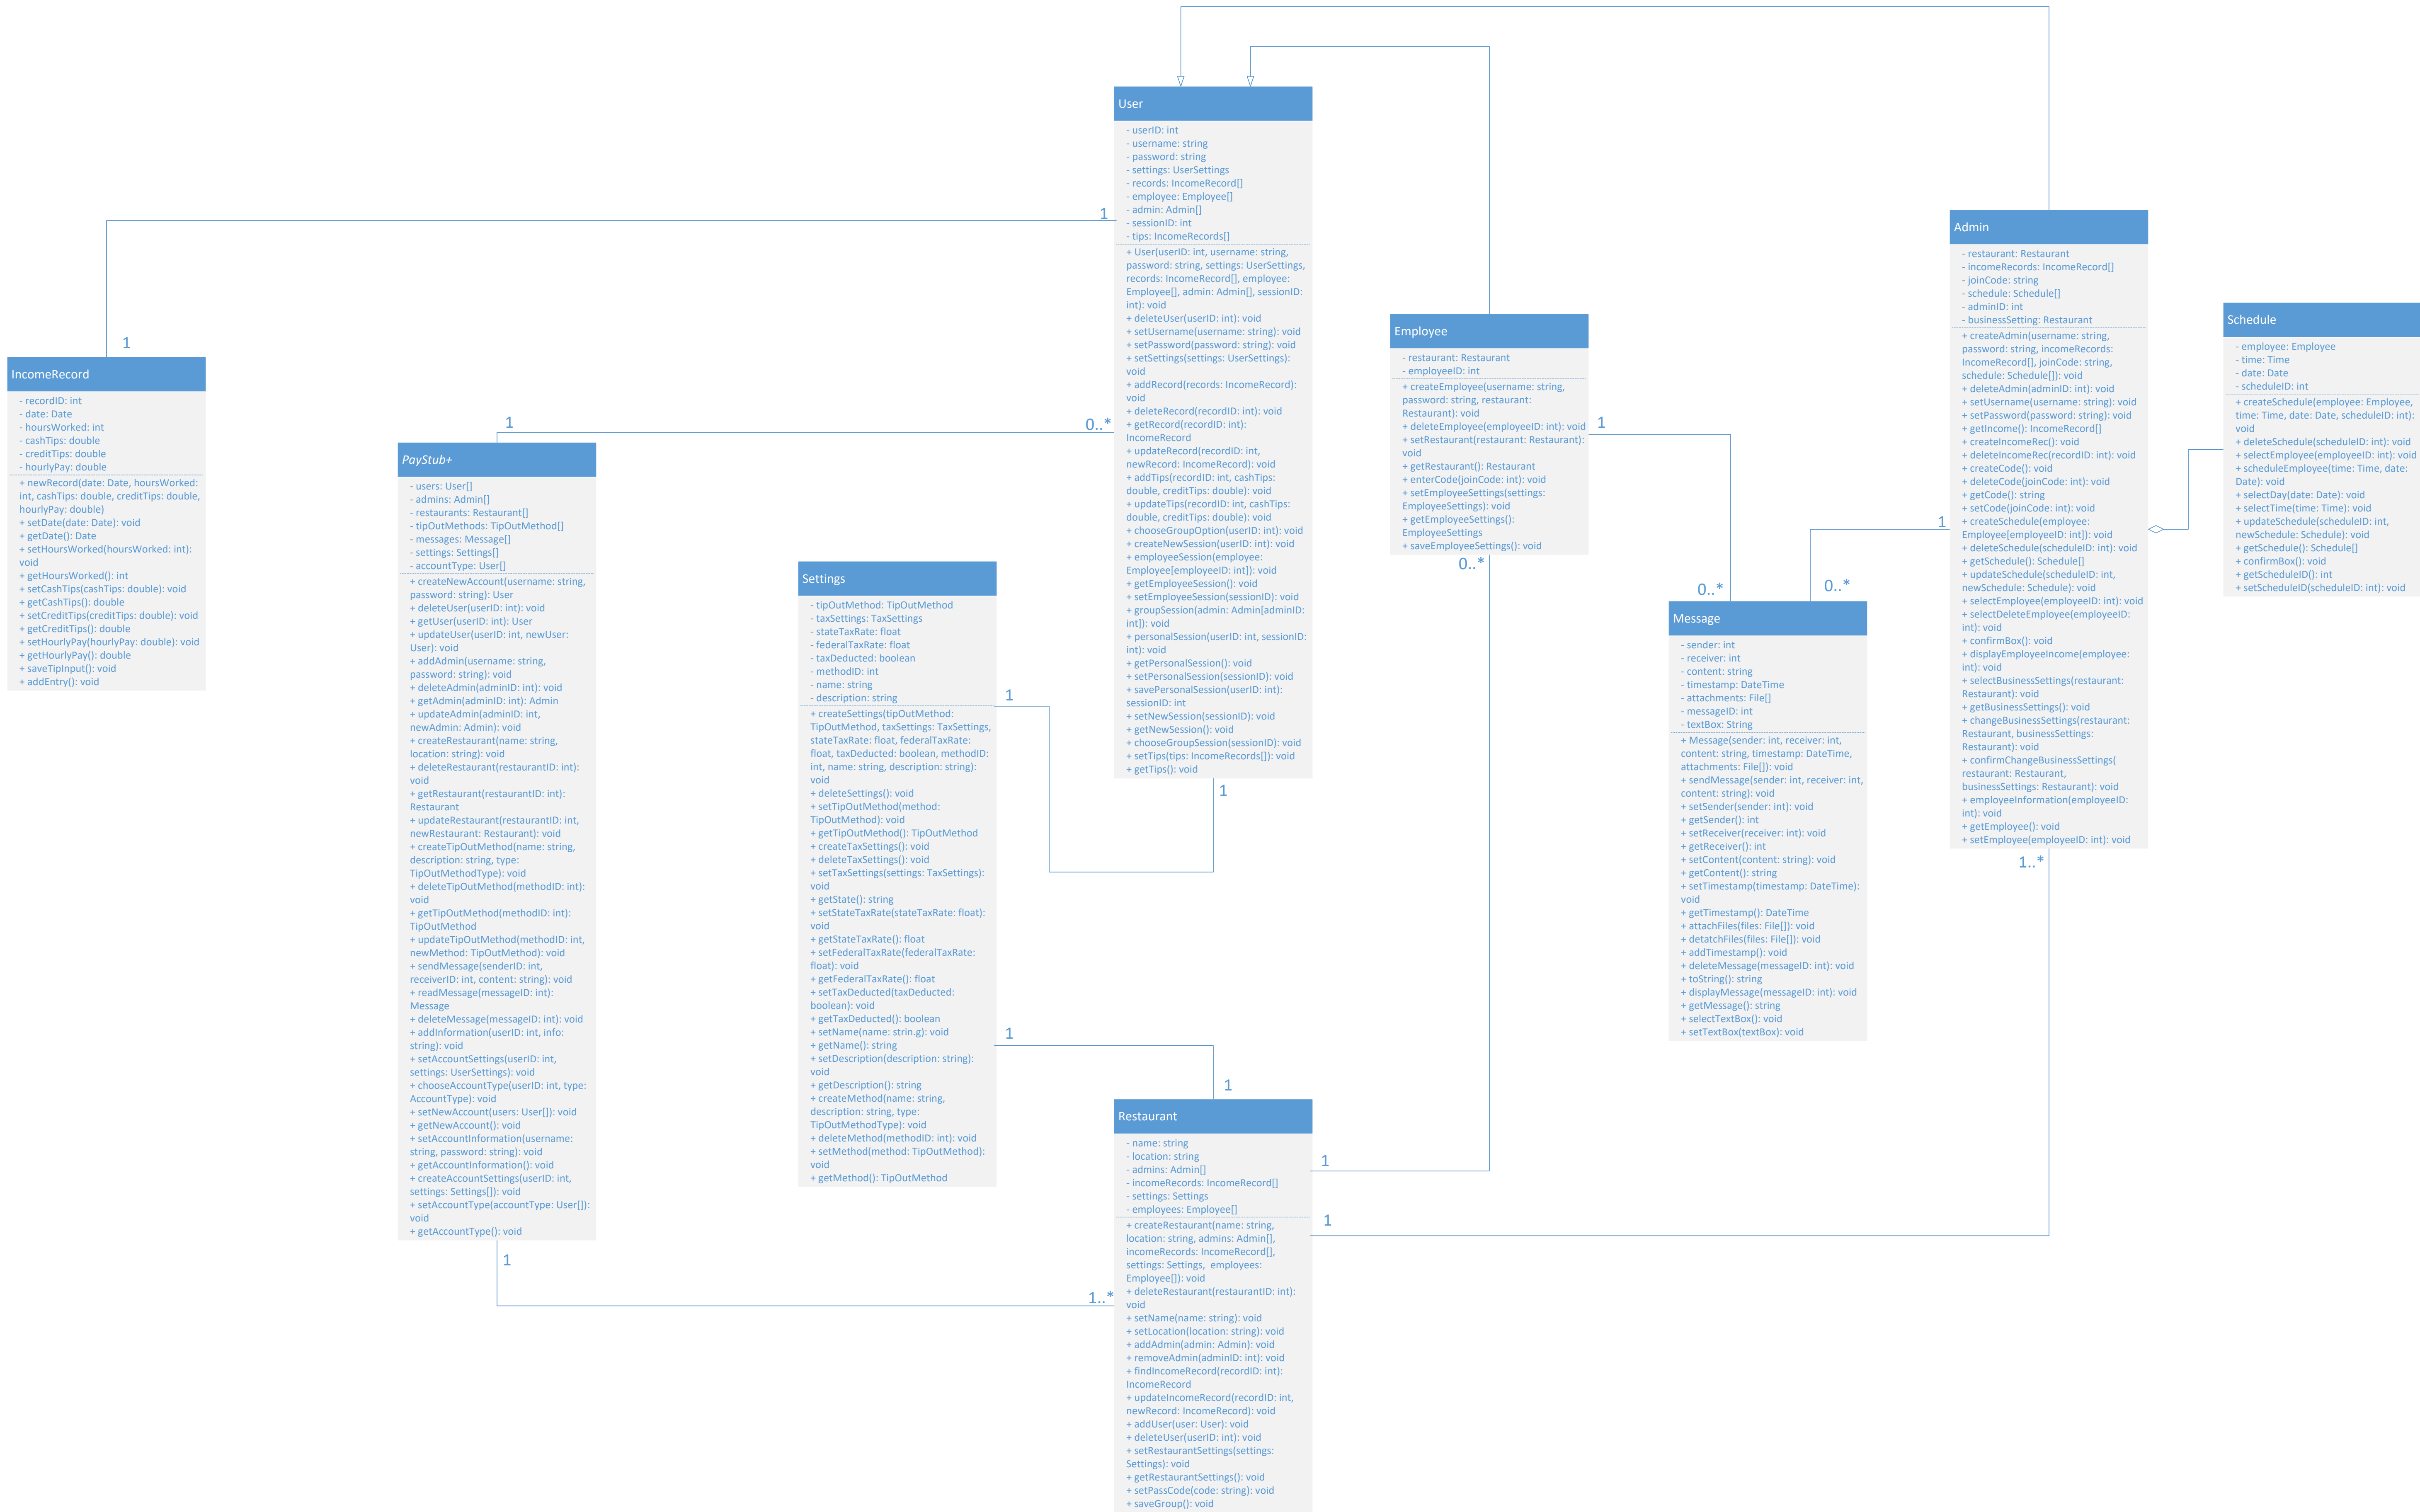 User
- userID: int
- username: string
- password: string
- settings: UserSettings
- records: IncomeRecord[]
- employee: Employee[]
- admin: Admin[]
- sessionID: int
- tips: IncomeRecords[]
+ User(userID: int, username: string,
password: string, settings: UserSettings,
records: IncomeRecord[], employee:
Employee[], admin: Admin[], sessionID:
int): void
+ deleteUser(userID: int): void
+ setUsername(username: string): void
+ setPassword(password: string): void
+ setSettings(settings: UserSettings):
void
+ addRecord(records: IncomeRecord):
void
+ deleteRecord(recordID: int): void
+ getRecord(recordID: int):
IncomeRecord
+ updateRecord(recordID: int,
newRecord: IncomeRecord): void
+ addTips(recordID: int, cashTips:
double, creditTips: double): void
+ updateTips(recordID: int, cashTips:
double, creditTips: double): void
+ chooseGroupOption(userID: int): void
+ createNewSession(userID: int): void
+ employeeSession(employee:
Employee[employeeID: int]): void
+ getEmployeeSession(): void
+ setEmployeeSession(sessionID): void
+ groupSession(admin: Admin[adminID:
int]): void
+ personalSession(userID: int, sessionID:
int): void
+ getPersonalSession(): void
+ setPersonalSession(sessionID): void
+ savePersonalSession(userID: int):
sessionID: int
+ setNewSession(sessionID): void
+ getNewSession(): void
+ chooseGroupSession(sessionID): void
+ setTips(tips: IncomeRecords[]): void
+ getTips(): void
1
1
0..*
1
1
IncomeRecord
- recordID: int
- date: Date
- hoursWorked: int
- cashTips: double
- creditTips: double
- hourlyPay: double
+ newRecord(date: Date, hoursWorked:
int, cashTips: double, creditTips: double,
hourlyPay: double)
+ setDate(date: Date): void
+ getDate(): Date
+ setHoursWorked(hoursWorked: int):
void
+ getHoursWorked(): int
+ setCashTips(cashTips: double): void
+ getCashTips(): double
+ setCreditTips(creditTips: double): void
+ getCreditTips(): double
+ setHourlyPay(hourlyPay: double): void
+ getHourlyPay(): double
+ saveTipInput(): void
+ addEntry(): void
1
PayStub+
- users: User[]
- admins: Admin[]
- restaurants: Restaurant[]
- tipOutMethods: TipOutMethod[]
- messages: Message[]
- settings: Settings[]
- accountType: User[]
+ createNewAccount(username: string,
password: string): User
+ deleteUser(userID: int): void
+ getUser(userID: int): User
+ updateUser(userID: int, newUser:
User): void
+ addAdmin(username: string,
password: string): void
+ deleteAdmin(adminID: int): void
+ getAdmin(adminID: int): Admin
+ updateAdmin(adminID: int,
newAdmin: Admin): void
+ createRestaurant(name: string,
location: string): void
+ deleteRestaurant(restaurantID: int):
void
+ getRestaurant(restaurantID: int):
Restaurant
+ updateRestaurant(restaurantID: int,
newRestaurant: Restaurant): void
+ createTipOutMethod(name: string,
description: string, type:
TipOutMethodType): void
+ deleteTipOutMethod(methodID: int):
void
+ getTipOutMethod(methodID: int):
TipOutMethod
+ updateTipOutMethod(methodID: int,
newMethod: TipOutMethod): void
+ sendMessage(senderID: int,
receiverID: int, content: string): void
+ readMessage(messageID: int):
Message
+ deleteMessage(messageID: int): void
+ addInformation(userID: int, info:
string): void
+ setAccountSettings(userID: int,
settings: UserSettings): void
+ chooseAccountType(userID: int, type:
AccountType): void
+ setNewAccount(users: User[]): void
+ getNewAccount(): void
+ setAccountInformation(username:
string, password: string): void
+ getAccountInformation(): void
+ createAccountSettings(userID: int,
settings: Settings[]): void
+ setAccountType(accountType: User[]):
void
+ getAccountType(): void
1
1..*
Settings
- tipOutMethod: TipOutMethod
- taxSettings: TaxSettings
- stateTaxRate: float
- federalTaxRate: float
- taxDeducted: boolean
- methodID: int
- name: string
- description: string
+ createSettings(tipOutMethod:
TipOutMethod, taxSettings: TaxSettings,
stateTaxRate: float, federalTaxRate:
float, taxDeducted: boolean, methodID:
int, name: string, description: string):
void
+ deleteSettings(): void
+ setTipOutMethod(method:
TipOutMethod): void
+ getTipOutMethod(): TipOutMethod
+ createTaxSettings(): void
+ deleteTaxSettings(): void
+ setTaxSettings(settings: TaxSettings):
void
+ getState(): string
+ setStateTaxRate(stateTaxRate: float):
void
+ getStateTaxRate(): float
+ setFederalTaxRate(federalTaxRate:
float): void
+ getFederalTaxRate(): float
+ setTaxDeducted(taxDeducted:
boolean): void
+ getTaxDeducted(): boolean
+ setName(name: strin.g): void
+ getName(): string
+ setDescription(description: string):
void
+ getDescription(): string
+ createMethod(name: string,
description: string, type:
TipOutMethodType): void
+ deleteMethod(methodID: int): void
+ setMethod(method: TipOutMethod):
void
+ getMethod(): TipOutMethod
1
1
1
Restaurant
- name: string
- location: string
- admins: Admin[]
- incomeRecords: IncomeRecord[]
- settings: Settings
- employees: Employee[]
+ createRestaurant(name: string,
location: string, admins: Admin[],
incomeRecords: IncomeRecord[],
settings: Settings, employees:
Employee[]): void
+ deleteRestaurant(restaurantID: int):
void
+ setName(name: string): void
+ setLocation(location: string): void
+ addAdmin(admin: Admin): void
+ removeAdmin(adminID: int): void
+ findIncomeRecord(recordID: int):
IncomeRecord
+ updateIncomeRecord(recordID: int,
newRecord: IncomeRecord): void
+ addUser(user: User): void
+ deleteUser(userID: int): void
+ setRestaurantSettings(settings:
Settings): void
+ getRestaurantSettings(): void
+ setPassCode(code: string): void
+ saveGroup(): void
1
1
Employee
- restaurant: Restaurant
- employeeID: int
+ createEmployee(username: string,
password: string, restaurant:
Restaurant): void
+ deleteEmployee(employeeID: int): void
+ setRestaurant(restaurant: Restaurant):
void
+ getRestaurant(): Restaurant
+ enterCode(joinCode: int): void
+ setEmployeeSettings(settings:
EmployeeSettings): void
+ getEmployeeSettings():
EmployeeSettings
+ saveEmployeeSettings(): void
1
0..*
0..*
0..*
Message
- sender: int
- receiver: int
- content: string
- timestamp: DateTime
- attachments: File[]
- messageID: int
- textBox: String
+ Message(sender: int, receiver: int,
content: string, timestamp: DateTime,
attachments: File[]): void
+ sendMessage(sender: int, receiver: int,
content: string): void
+ setSender(sender: int): void
+ getSender(): int
+ setReceiver(receiver: int): void
+ getReceiver(): int
+ setContent(content: string): void
+ getContent(): string
+ setTimestamp(timestamp: DateTime):
void
+ getTimestamp(): DateTime
+ attachFiles(files: File[]): void
+ detatchFiles(files: File[]): void
+ addTimestamp(): void
+ deleteMessage(messageID: int): void
+ toString(): string
+ displayMessage(messageID: int): void
+ getMessage(): string
+ selectTextBox(): void
+ setTextBox(textBox): void
Admin
- restaurant: Restaurant
- incomeRecords: IncomeRecord[]
- joinCode: string
- schedule: Schedule[]
- adminID: int
- businessSetting: Restaurant
+ createAdmin(username: string,
password: string, incomeRecords:
IncomeRecord[], joinCode: string,
schedule: Schedule[]): void
+ deleteAdmin(adminID: int): void
+ setUsername(username: string): void
+ setPassword(password: string): void
+ getIncome(): IncomeRecord[]
+ createIncomeRec(): void
+ deleteIncomeRec(recordID: int): void
+ createCode(): void
+ deleteCode(joinCode: int): void
+ getCode(): string
+ setCode(joinCode: int): void
+ createSchedule(employee:
Employee[employeeID: int]): void
+ deleteSchedule(scheduleID: int): void
+ getSchedule(): Schedule[]
+ updateSchedule(scheduleID: int,
newSchedule: Schedule): void
+ selectEmployee(employeeID: int): void
+ selectDeleteEmployee(employeeID:
int): void
+ confirmBox(): void
+ displayEmployeeIncome(employee:
int): void
+ selectBusinessSettings(restaurant:
Restaurant): void
+ getBusinessSettings(): void
+ changeBusinessSettings(restaurant:
Restaurant, businessSettings:
Restaurant): void
+ confirmChangeBusinessSettings(
restaurant: Restaurant,
businessSettings: Restaurant): void
+ employeeInformation(employeeID:
int): void
+ getEmployee(): void
+ setEmployee(employeeID: int): void
1
1..*
Schedule
- employee: Employee
- time: Time
- date: Date
- scheduleID: int
+ createSchedule(employee: Employee,
time: Time, date: Date, scheduleID: int):
void
+ deleteSchedule(scheduleID: int): void
+ selectEmployee(employeeID: int): void
+ scheduleEmployee(time: Time, date:
Date): void
+ selectDay(date: Date): void
+ selectTime(time: Time): void
+ updateSchedule(scheduleID: int,
newSchedule: Schedule): void
+ getSchedule(): Schedule[]
+ confirmBox(): void
+ getScheduleID(): int
+ setScheduleID(scheduleID: int): void